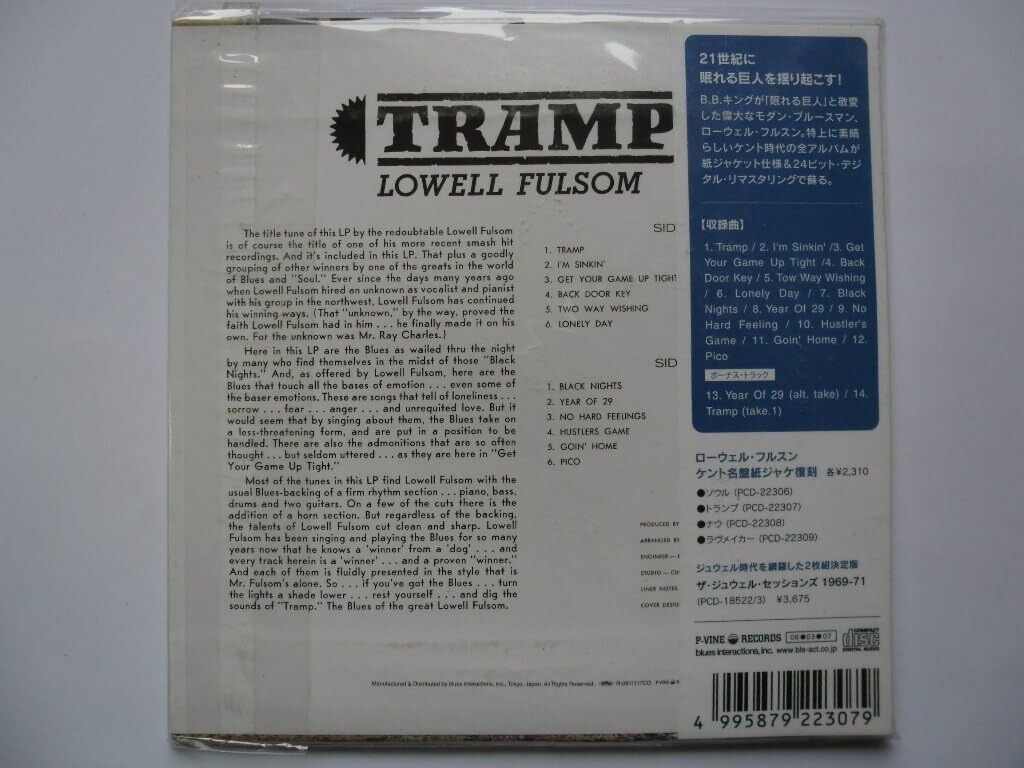 TRAMP
LOWELL FULSOM
The title tune of this LP by the redoubtable Lowell Fulsom
is of course the title of one of his more recent smash hit
recordings. And it's included in this LP. That plus a goodly
grouping of other winners by one of the greats in the world
of Blues and "Soul." Ever since the days many years ago
when Lowell Fulsom hired an unknown as vocalist and pianist
with his group in the northwest, Lowell Fulsom has continued
his winning ways. (That "unknown," by the way, proved the
faith Lowell Fulsom had in him . . . he finally made it on his
own. For the unknown was Mr. Ray Charles.)
Here in this LP are the Blues as wailed thru the night
by many who find themselves in the midst of those "Black
Nights." And, as offered by Lowell Fulsom, here are the
Blues that touch all the bases of emotion . . . even some of
the baser emotions. These are songs that tell of loneliness . . .
sorrow . . . fear . . . anger . . . and unrequited love. But it
would seem that by singing about them, the Blues take on
a less-threatening form, and are put in a position to be
handled. There are also the admonitions that are so often
thought . . . but seldom uttered . . . as they are here in "Get
Your Game Up Tight."
Most of the tunes in this LP find Lowell Fulsom with the
usual Blues-backing of a firm rhythm section . . . piano, bass,
drums and two guitars. On a few of the cuts there is the
addition of a horn section. But regardless of the backing,
the talents of Lowell Fulsom cut clean and sharp. Lowell
Fulsom has been singing and playing the Blues for so many
years now that he knows a 'winner' from a 'dog' . . . and
every track herein is a 'winner' . . . and a proven "winner."
And each of them is fluidly presented in the style that is
Mr. Fulsom's alone. So . . . if you've got the Blues . . . turn
the lights a shade lower . . . rest yourself . . . and dig the
sounds of "Tramp." The Blues of the great Lowell Fulsom.
SID
1. TRAMP
2. I'M SINKIN'
3. GET YOUR GAME UP TIGHT
4. BACK DOOR KEY
5. TWO WAY WISHING
6. LONELY DAY
SID
1. BLACK NIGHTS
2. YEAR OF 29
3. NO HARD FEELINGS
4. HUSTLERS GAME
5. GOIN' HOME
6. PICO
PRODUCED BY
ARRANGED BY
ENGINEER —
STUDIO —
LINER NOTES
COVER DESIG
Manufactured & Distributed by blues interactions, Inc., Tokyo, Japan. All Rights Reserved.
21世紀に
眠れる巨人を揺り起こす!
B.B.キングが「眠れる巨人」と敬愛
した偉大なモダン・ブルースマン、
ローウェル・フルスン。特上に素晴
らしいケント時代の全アルバムが
紙ジャケット仕様&24ビット・デジ
タル・リマスタリングで蘇る。
【収録曲】
1. Tramp / 2. I'm Sinkin' /3. Get
Your Game Up Tight /4. Back
Door Key / 5. Tow Way Wishing
/ 6. Lonely Day / 7. Black
Nights / 8. Year Of 29 / 9. No
Hard Feeling / 10. Hustler's
Game / 11. Goin' Home / 12.
Pico
ボーナス・トラック
13. Year Of 29 (alt. take) / 14.
Tramp (take.1)
ローウェル・フルスン
ケント名盤紙ジャケ復刻 各¥2,310
●ソウル (PCD-22306)
●トランプ (PCD-22307)
●ナウ (PCD-22308)
●ラヴメイカー (PCD-22309)
ジュウェル時代を網羅した2枚組決定版
ザ・ジュウェル・セッションズ 1969-71
(PCD-18522/3) ¥3,675
P-VINE RECORDS 08●03●07 COMPACT disc DIGITAL AUDIO
blues interactions, inc. www.bls-act.co.jp
4 995879 223079